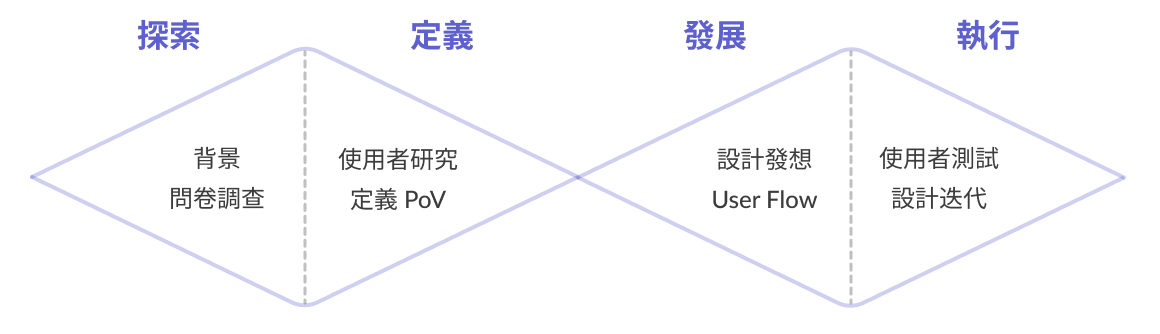 探索
定義
發展
執行
背景
問卷調查
使用者研究
定義 PoV
設計發想
User Flow
使用者測試
設計迭代